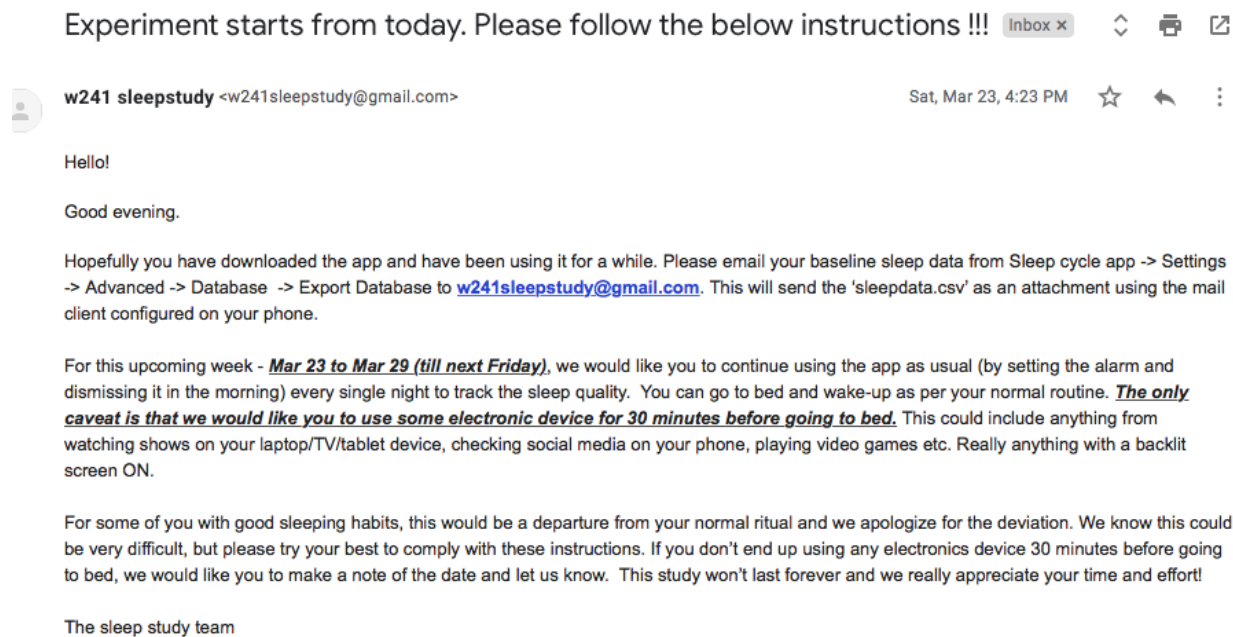 Experiment starts from today. Please follow the below instructions !!! Inbox ×
w241 sleepstudy <w241sleepstudy@gmail.com> Sat, Mar 23, 4:23 PM
Hello!
Good evening.
Hopefully you have downloaded the app and have been using it for a while. Please email your baseline sleep data from Sleep cycle app -> Settings
-> Advanced -> Database -> Export Database to w241sleepstudy@gmail.com. This will send the 'sleepdata.csv' as an attachment using the mail
client configured on your phone.
For this upcoming week - Mar 23 to Mar 29 (till next Friday), we would like you to continue using the app as usual (by setting the alarm and
dismissing it in the morning) every single night to track the sleep quality. You can go to bed and wake-up as per your normal routine. The only
caveat is that we would like you to use some electronic device for 30 minutes before going to bed. This could include anything from
watching shows on your laptop/TV/tablet device, checking social media on your phone, playing video games etc. Really anything with a backlit
screen ON.
For some of you with good sleeping habits, this would be a departure from your normal ritual and we apologize for the deviation. We know this could
be very difficult, but please try your best to comply with these instructions. If you don't end up using any electronics device 30 minutes before going
to bed, we would like you to make a note of the date and let us know. This study won't last forever and we really appreciate your time and effort!
The sleep study team